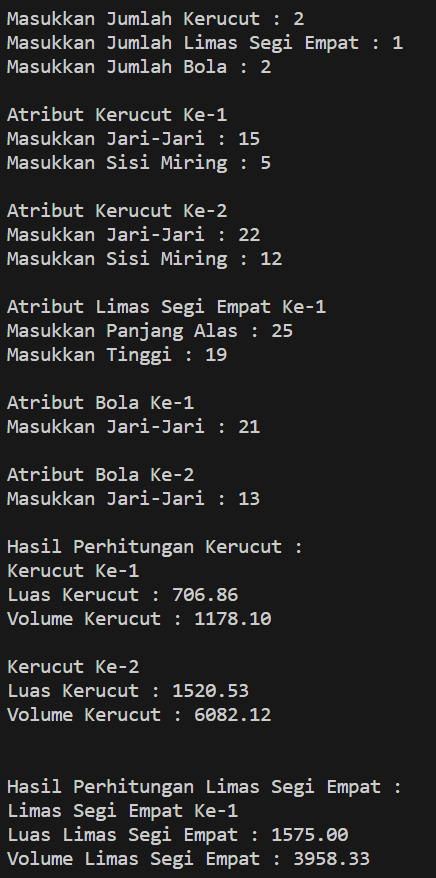 Masukkan Jumlah Kerucut : 2
Masukkan Jumlah Limas Segi Empat : 1
Masukkan Jumlah Bola : 2

Atribut Kerucut Ke-1
Masukkan Jari-Jari : 15
Masukkan Sisi Miring : 5

Atribut Kerucut Ke-2
Masukkan Jari-Jari : 22
Masukkan Sisi Miring : 12

Atribut Limas Segi Empat Ke-1
Masukkan Panjang Alas : 25
Masukkan Tinggi : 19

Atribut Bola Ke-1
Masukkan Jari-Jari : 21

Atribut Bola Ke-2
Masukkan Jari-Jari : 13

Hasil Perhitungan Kerucut :
Kerucut Ke-1
Luas Kerucut : 706.86
Volume Kerucut : 1178.10

Kerucut Ke-2
Luas Kerucut : 1520.53
Volume Kerucut : 6082.12

Hasil Perhitungan Limas Segi Empat :
Limas Segi Empat Ke-1
Luas Limas Segi Empat : 1575.00
Volume Limas Segi Empat : 3958.33